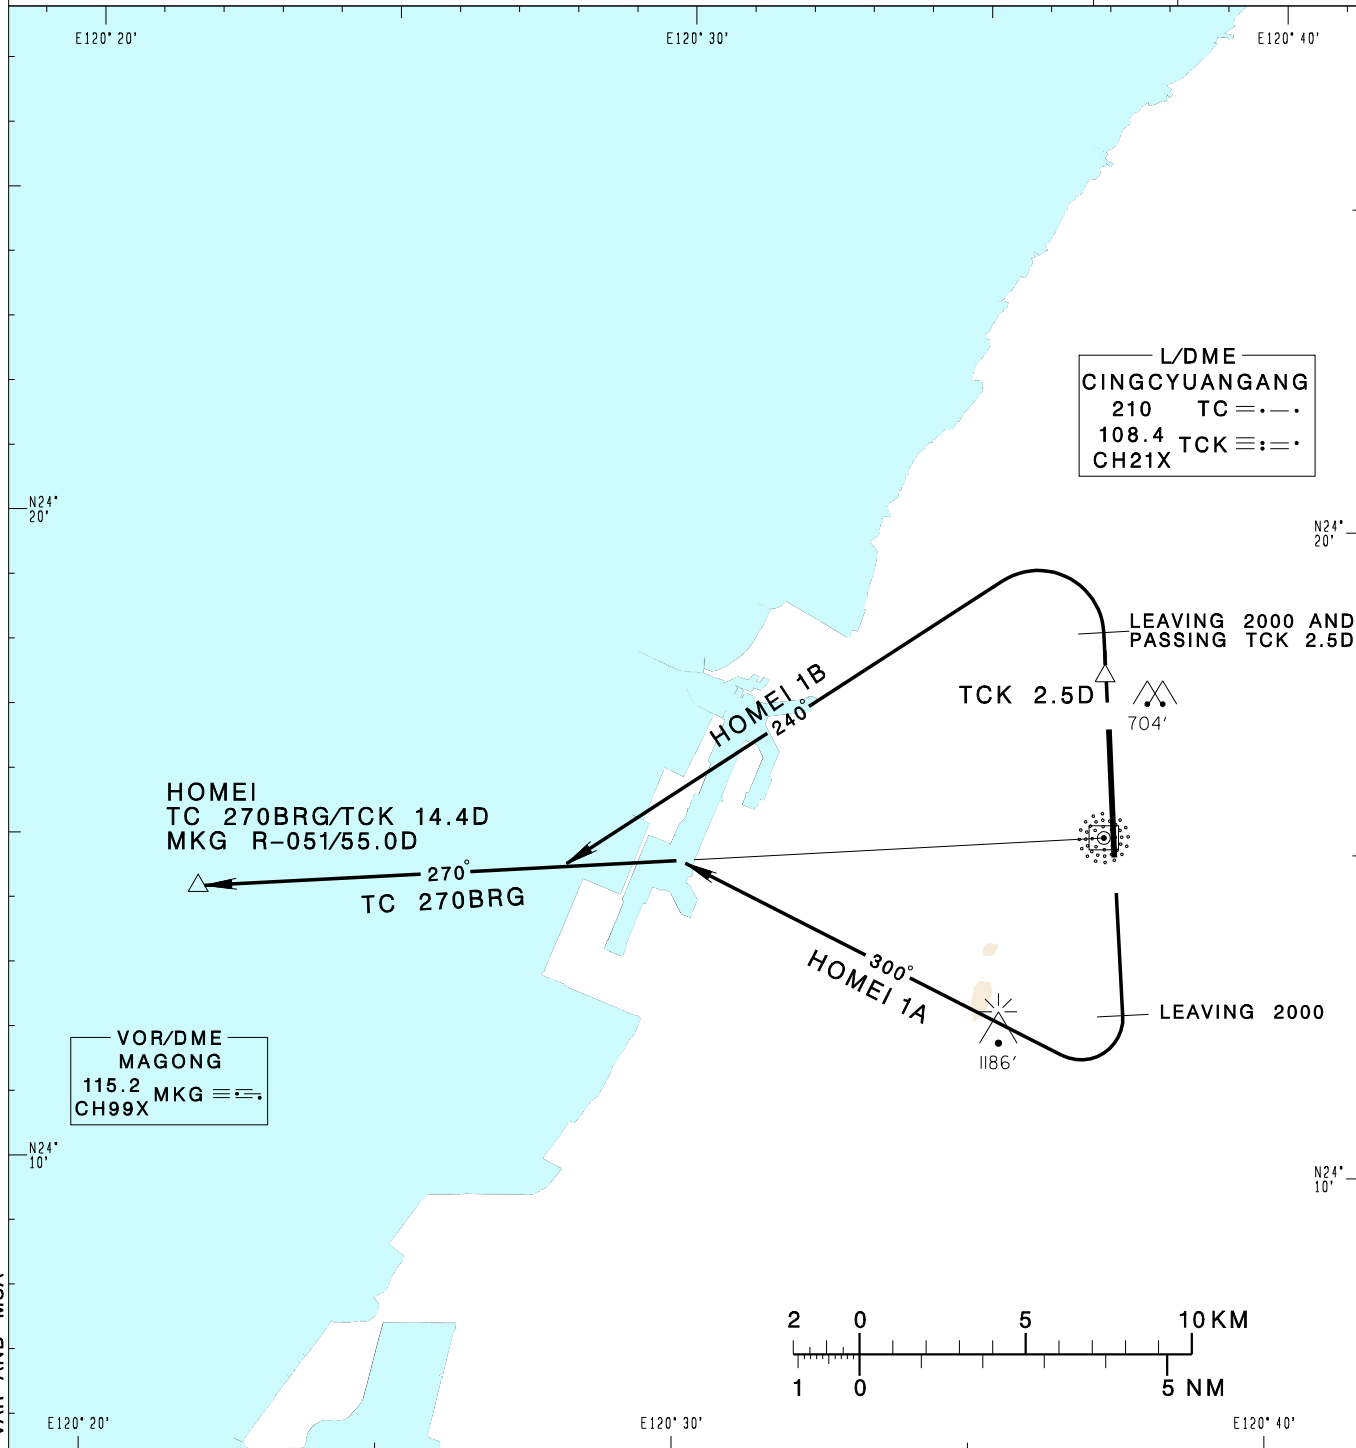 E120° 20'
E120° 30'
E120° 40'
L/DME
CINGCYUANGANG
210 TC
108.4 TCK
CH21X
N24°
20'
N24°
20'
LEAVING 2000 AND
PASSING TCK 2.5D
HOMEI 1B
240°
TCK 2.5D
704'
HOMEI
TC 270BRG/TCK 14.4D
MKG R-051/55.0D
270°
TC 270BRG
300°
HOMEI 1A
LEAVING 2000
1186'
VOR/DME
MAGONG
115.2 MKG
CH99X
N24°
10'
N24°
10'
2 0 5 10 KM
1 0 5 NM
E120° 20'
E120° 30'
E120° 40'